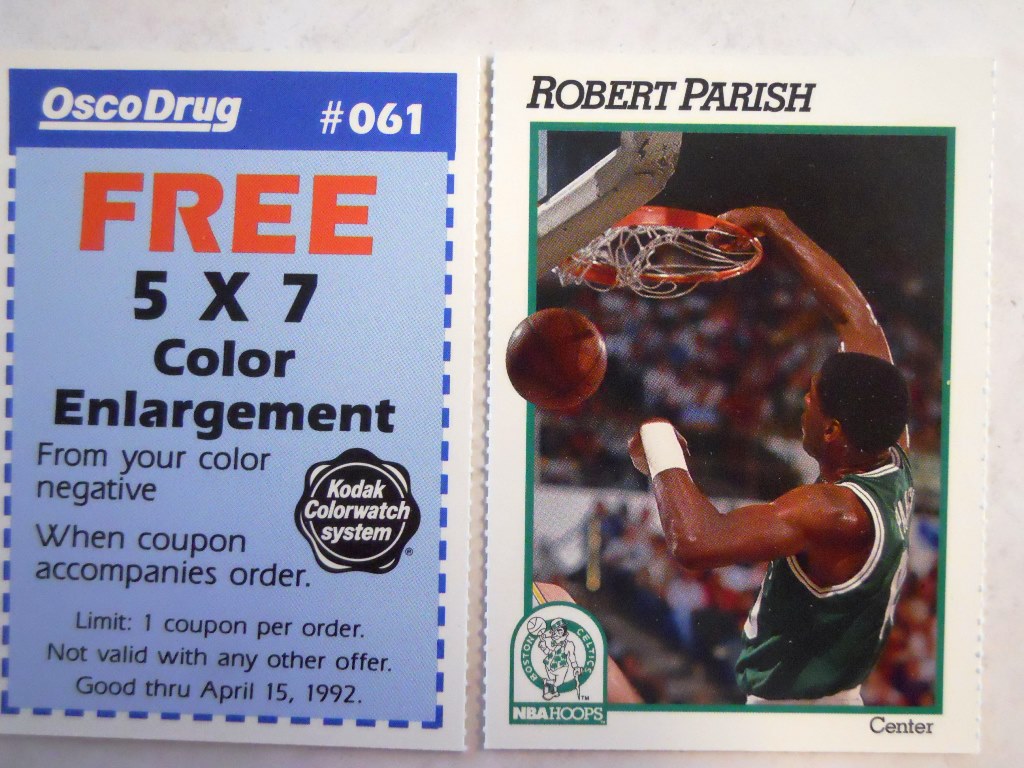 OscoDrug
#061
FREE
5 X 7
Color
Enlargement
From your color
negative
Kodak
Colorwatch
system
®
When coupon
accompanies order.
Limit: 1 coupon per order.
Not valid with any other offer.
Good thru April 15, 1992.
ROBERT PARISH
BOSTON CELTICS
TM
NBA HOOPS
Center